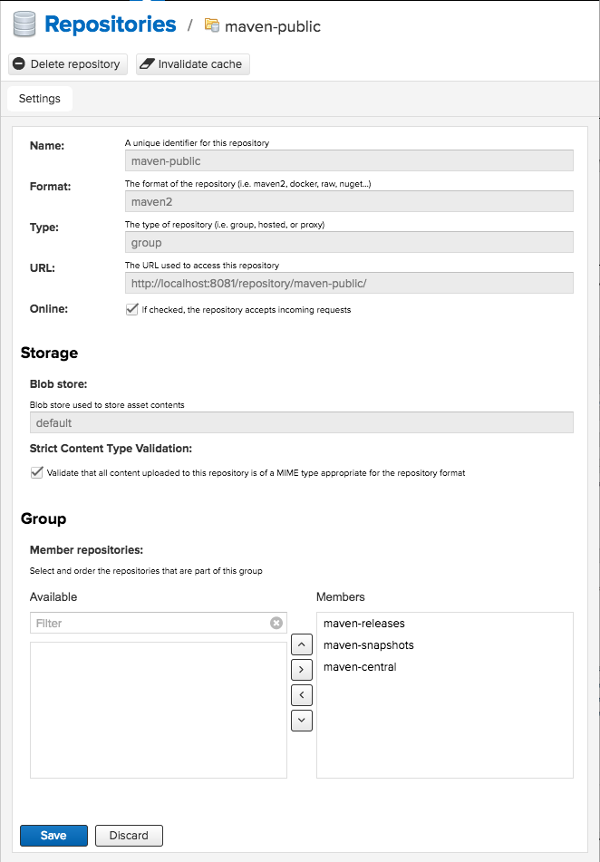 Repositories / maven-public
Delete repository Invalidate cache
Settings
Name: A unique identifier for this repository
maven-public
Format: The format of the repository (i.e. maven2, docker, raw, nuget...)
maven2
Type: The type of repository (i.e. group, hosted, or proxy)
group
URL: The URL used to access this repository
http://localhost:8081/repository/maven-public/
Online: If checked, the repository accepts incoming requests
Storage
Blob store:
Blob store used to store asset contents
default
Strict Content Type Validation:
Validate that all content uploaded to this repository is of a MIME type appropriate for the repository format
Group
Member repositories:
Select and order the repositories that are part of this group
Available Members
Filter
maven-releases
maven-snapshots
maven-central
Save Discard